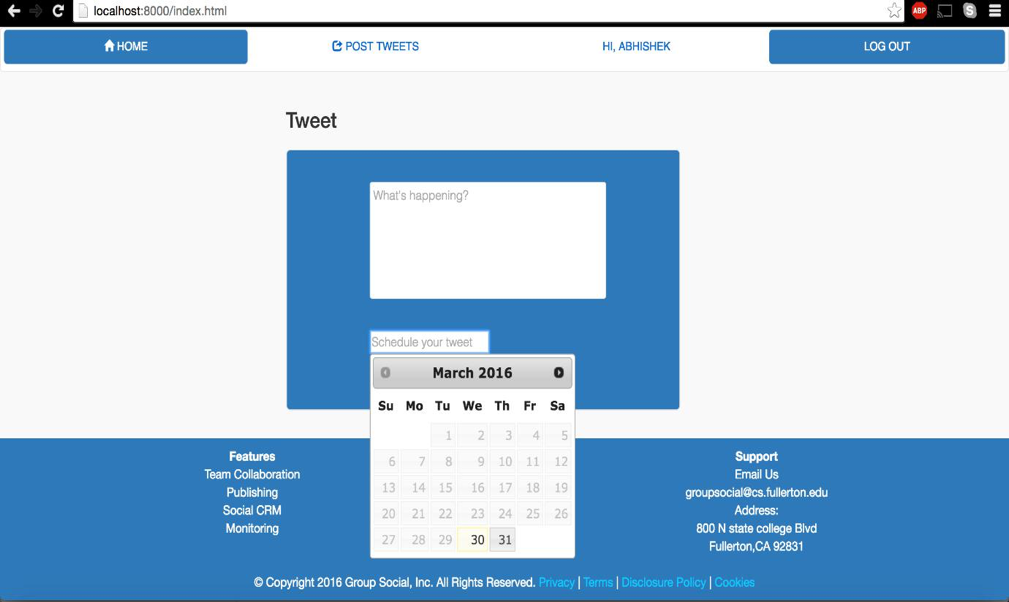 localhost:8000/index.html
ABP
S
HOME
POST TWEETS
HI, ABHISHEK
LOG OUT
Tweet
What's happening?
Schedule your tweet
March 2016
Su Mo Tu We Th Fr Sa
1 2 3 4 5
6 7 8 9 10 11 12
13 14 15 16 17 18 19
20 21 22 23 24 25 26
27 28 29 30 31
Features
Team Collaboration
Publishing
Social CRM
Monitoring
Support
Email Us
groupsocial@cs.fullerton.edu
Address:
800 N state college Blvd
Fullerton,CA 92831
© Copyright 2016 Group Social, Inc. All Rights Reserved. Privacy | Terms | Disclosure Policy | Cookies